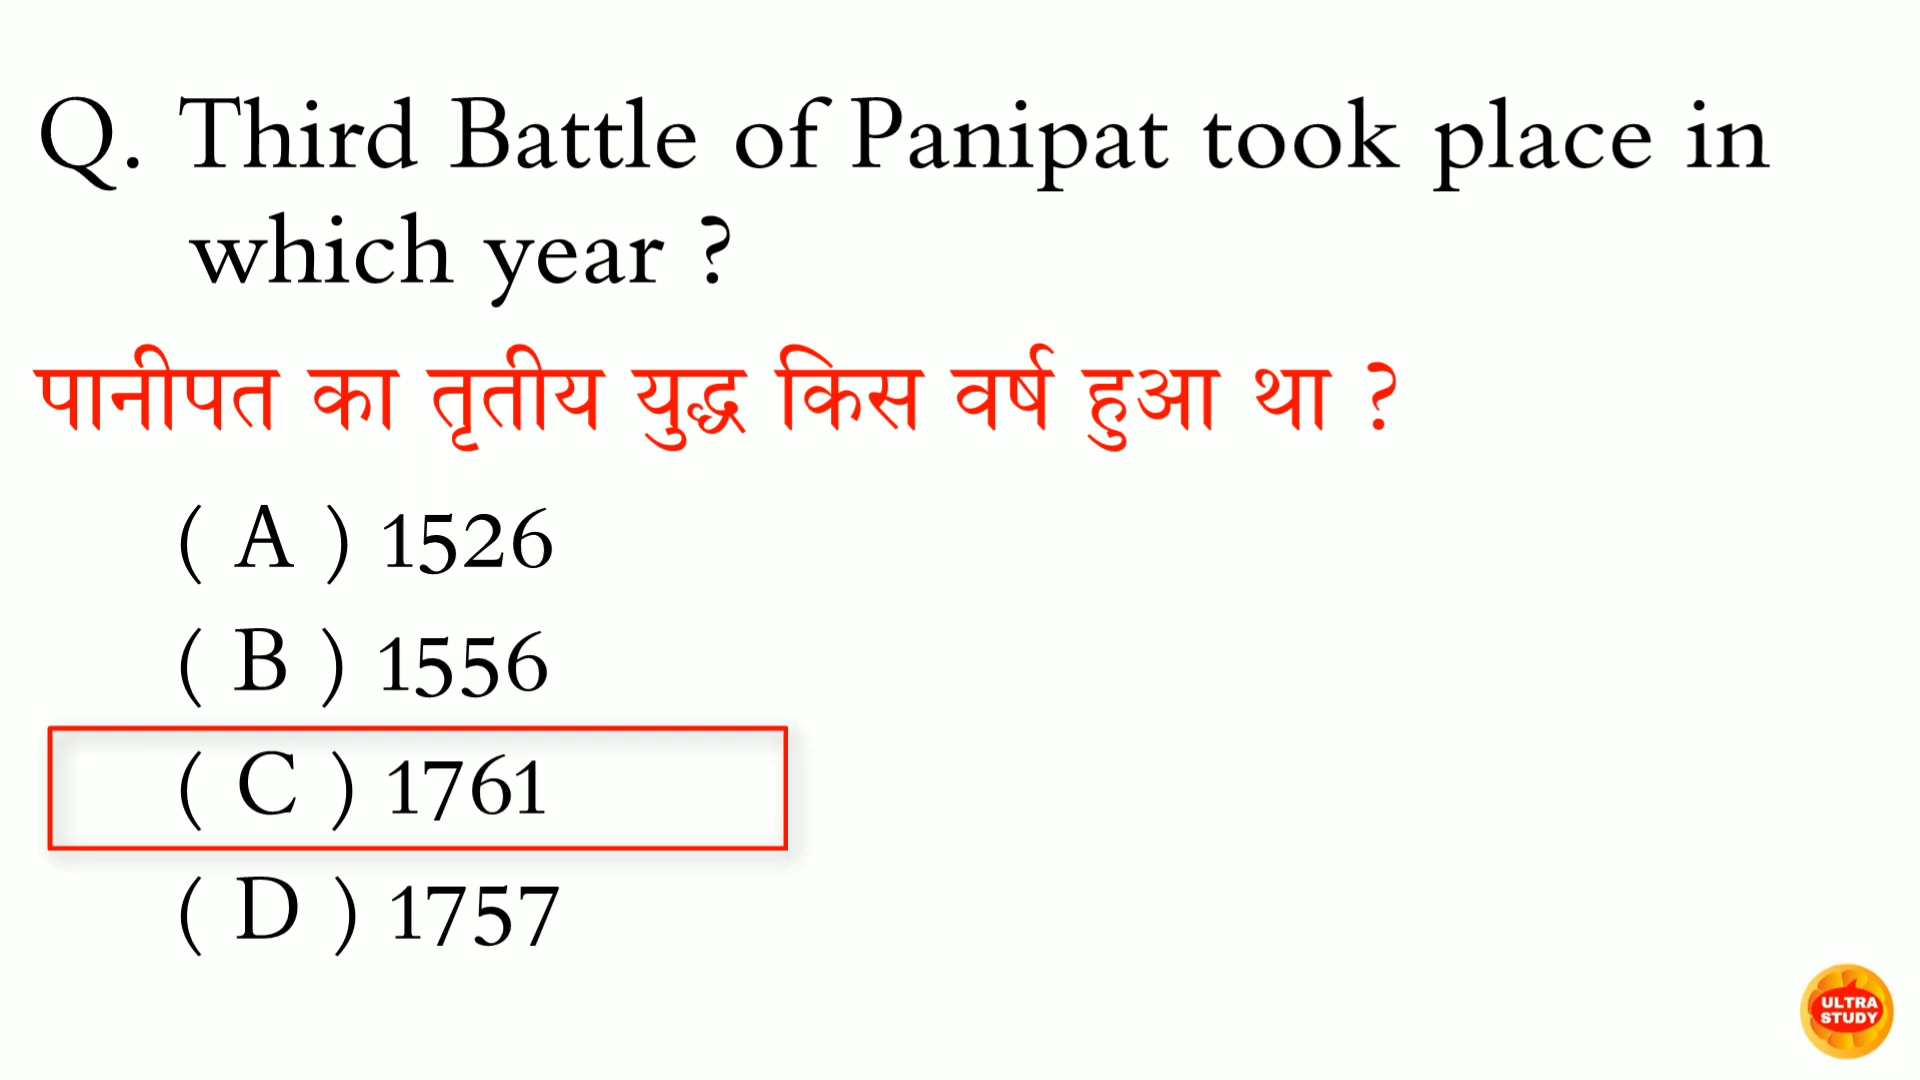 Q. Third Battle of Panipat took place in
which year ?
पानीपत का तृतीय युद्ध किस वर्ष हुआ था ?
( A ) 1526
( B ) 1556
( C ) 1761
( D ) 1757
ULTRA
STUDY